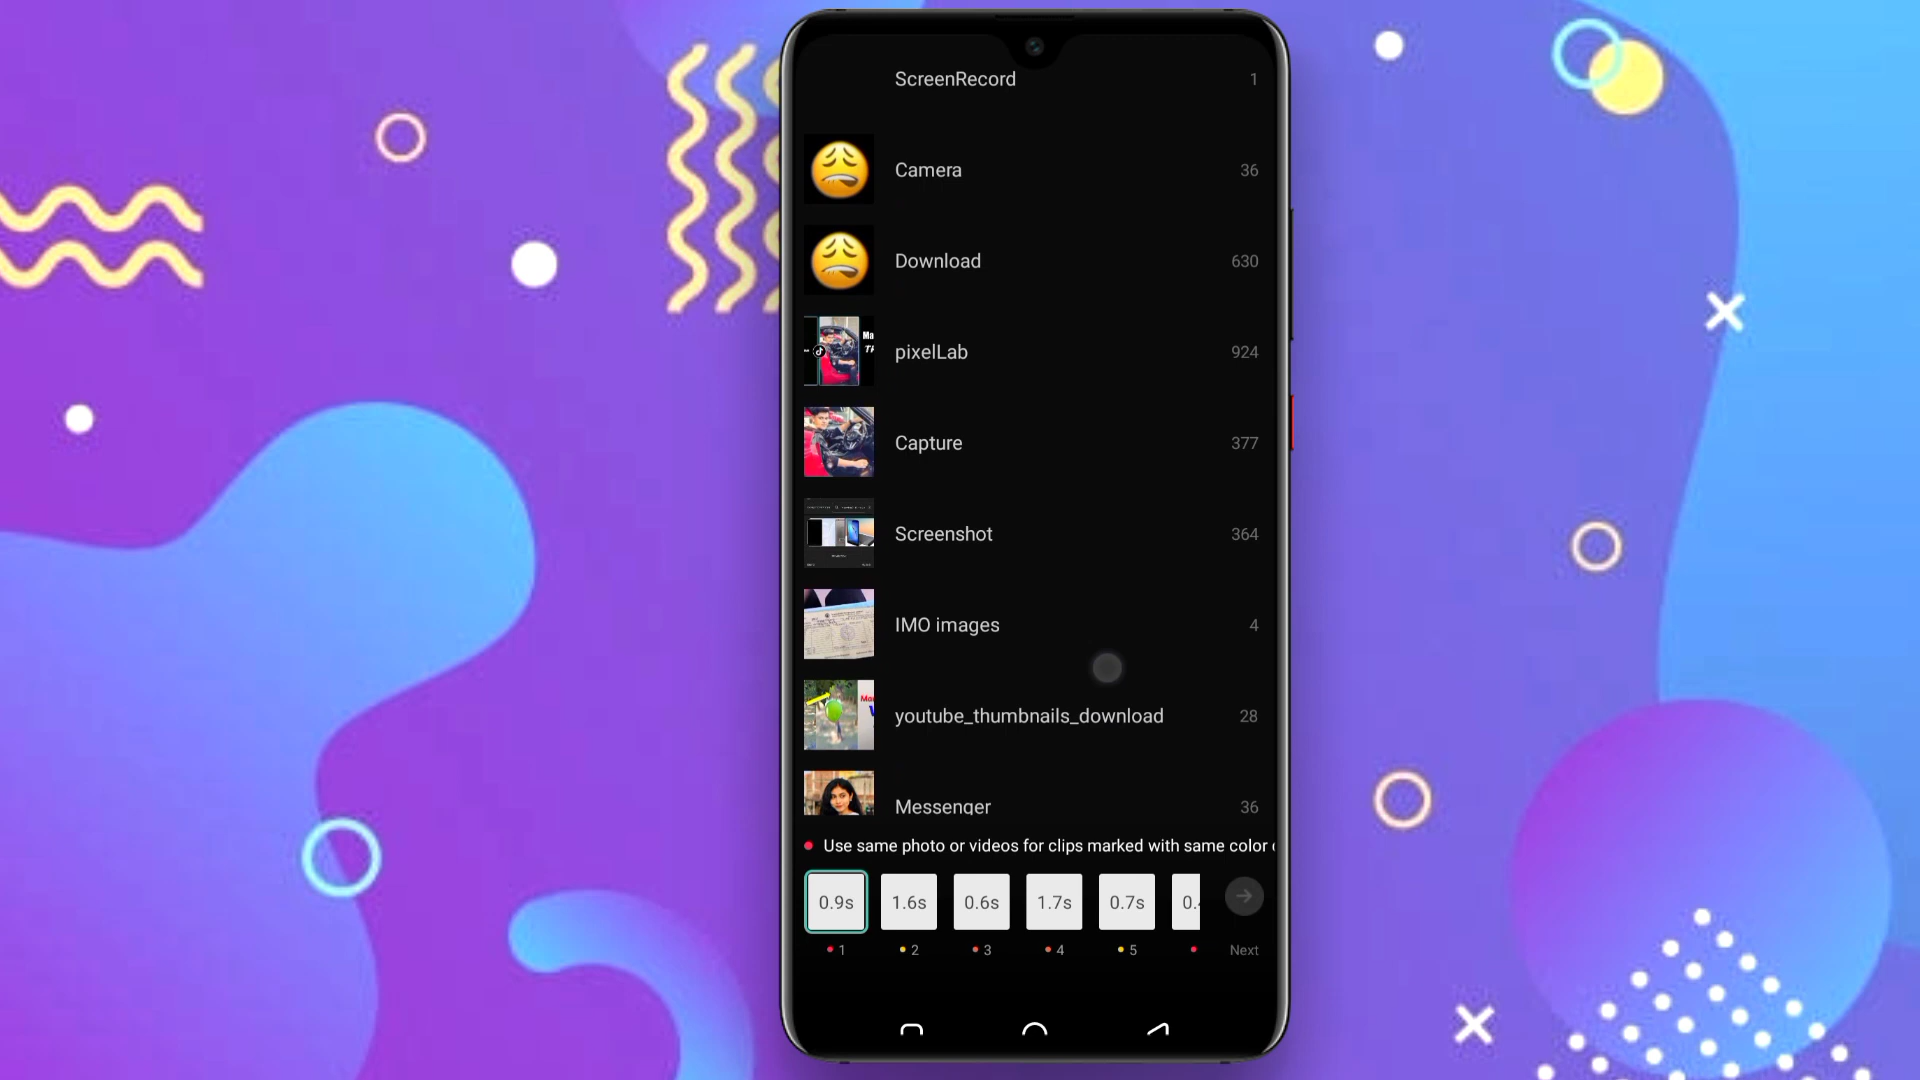 ScreenRecord 1
Camera 36
Download 630
pixelLab 924
Capture 377
Screenshot 364
IMO images 4
youtube_thumbnails_download 28
Messenger 36
Use same photo or videos for clips marked with same color
0.9s 1.6s 0.6s 1.7s 0.7s 0.
1 2 3 4 5 Next